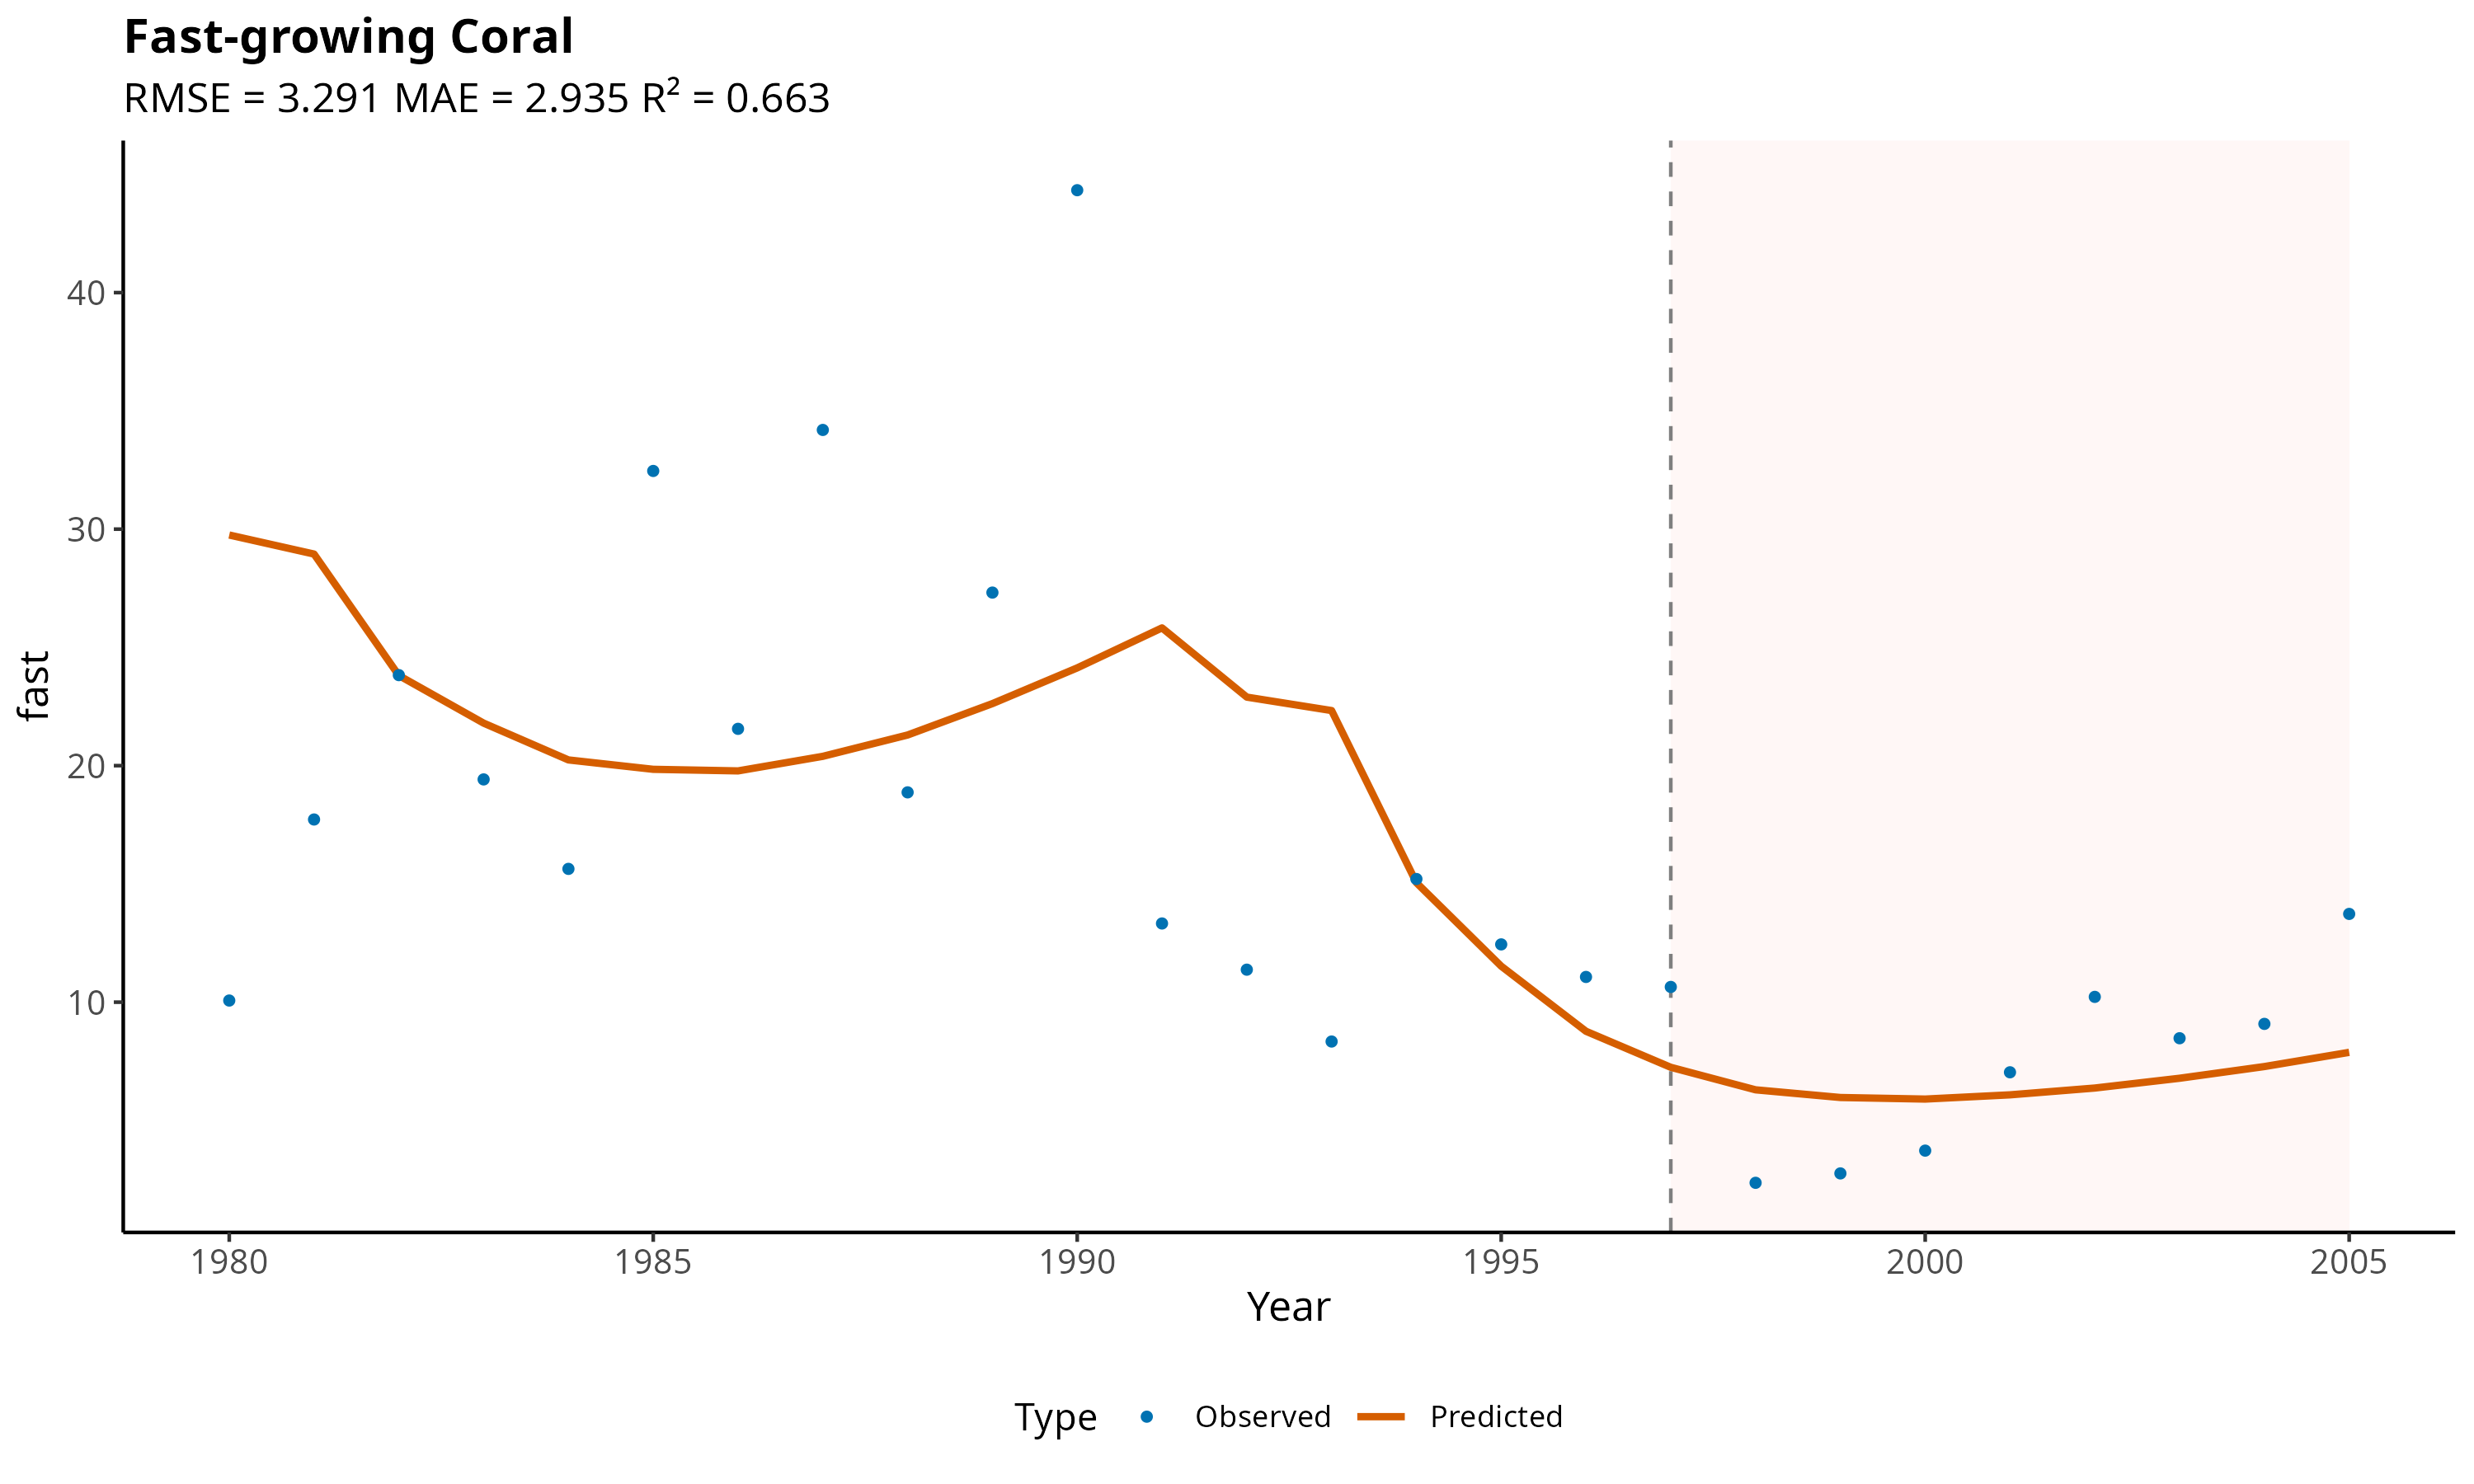 Fast-growing Coral
RMSE = 3.291 MAE = 2.935 R² = 0.663
40
30
20
10
fast
1980 1985 1990 1995 2000 2005
Year
Type Observed Predicted